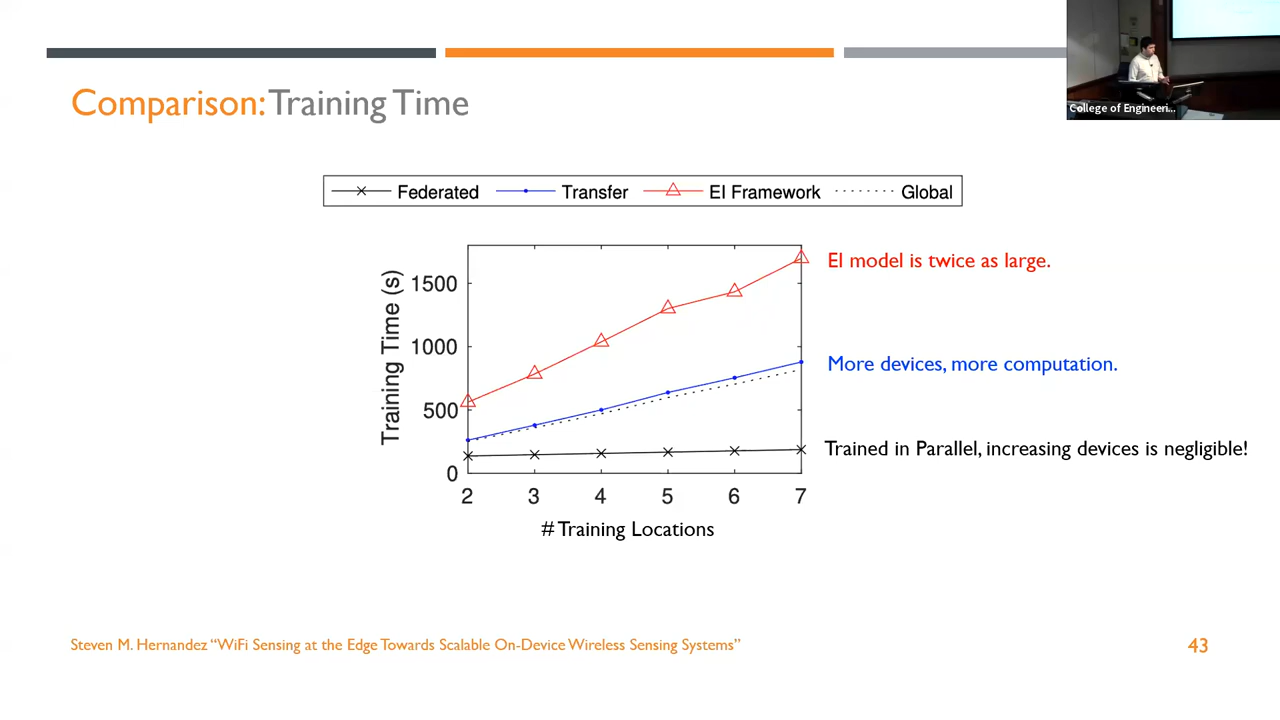 College of Engineeri...
Comparison: Training Time
Federated Transfer EI Framework Global
Training Time (s)
1500
1000
500
0
2 3 4 5 6 7
# Training Locations
EI model is twice as large.
More devices, more computation.
Trained in Parallel, increasing devices is negligible!
Steven M. Hernandez “WiFi Sensing at the Edge Towards Scalable On-Device Wireless Sensing Systems”
43